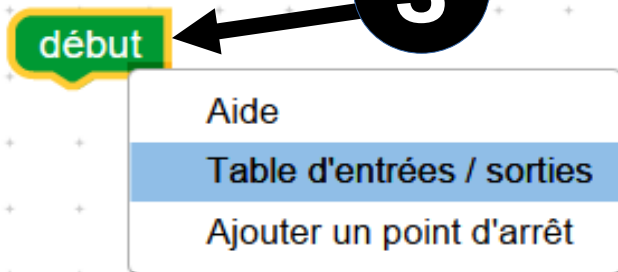 début
Aide
Table d'entrées / sorties
Ajouter un point d'arrêt